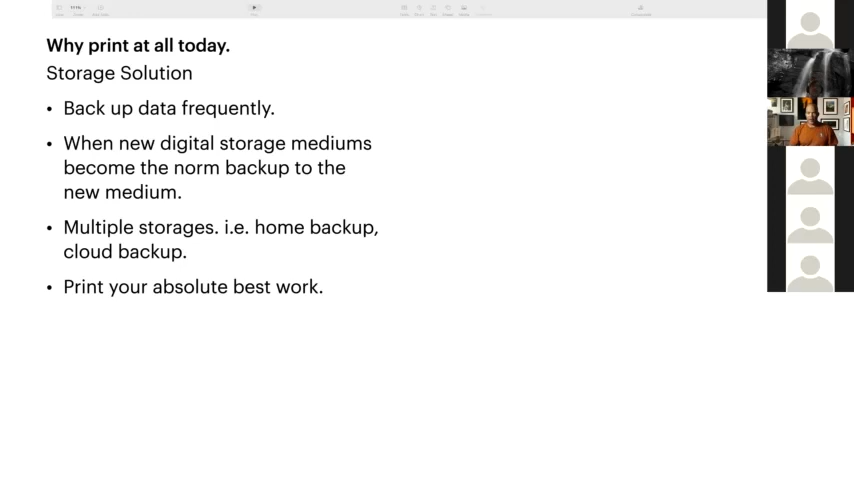 Why print at all today.
Storage Solution
• Back up data frequently.
• When new digital storage mediums
become the norm backup to the
new medium.
• Multiple storages. i.e. home backup,
cloud backup.
• Print your absolute best work.